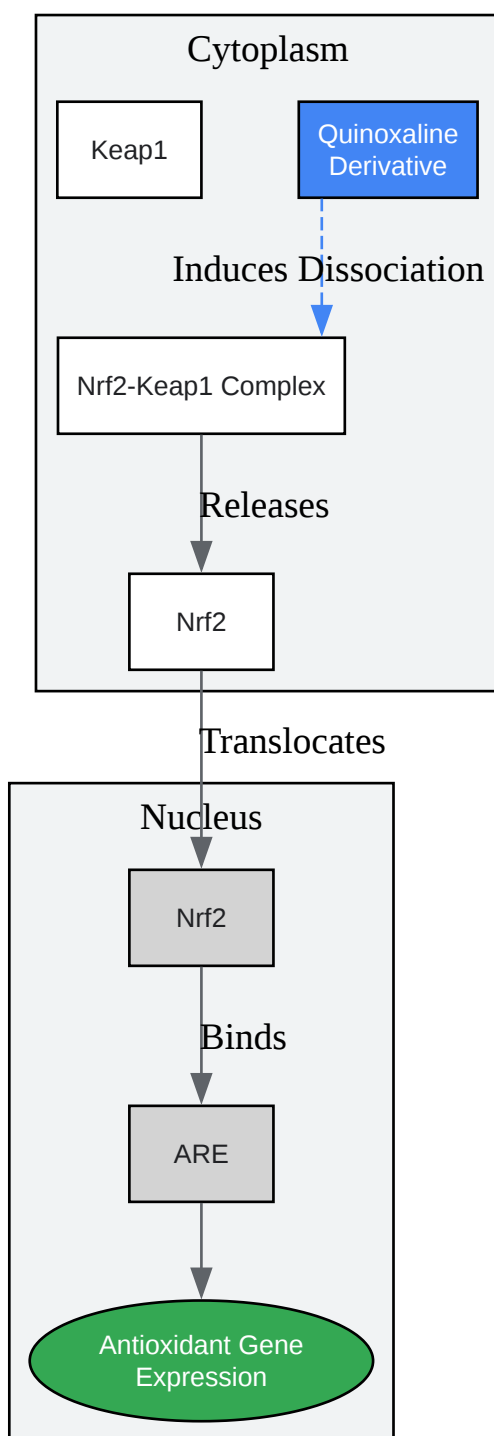 Cytoplasm
Keap1
Quinoxaline
Derivative
Induces Dissociation
Nrf2-Keap1 Complex
Releases
Nrf2
Translocates
Nucleus
Nrf2
Binds
ARE
Antioxidant Gene
Expression